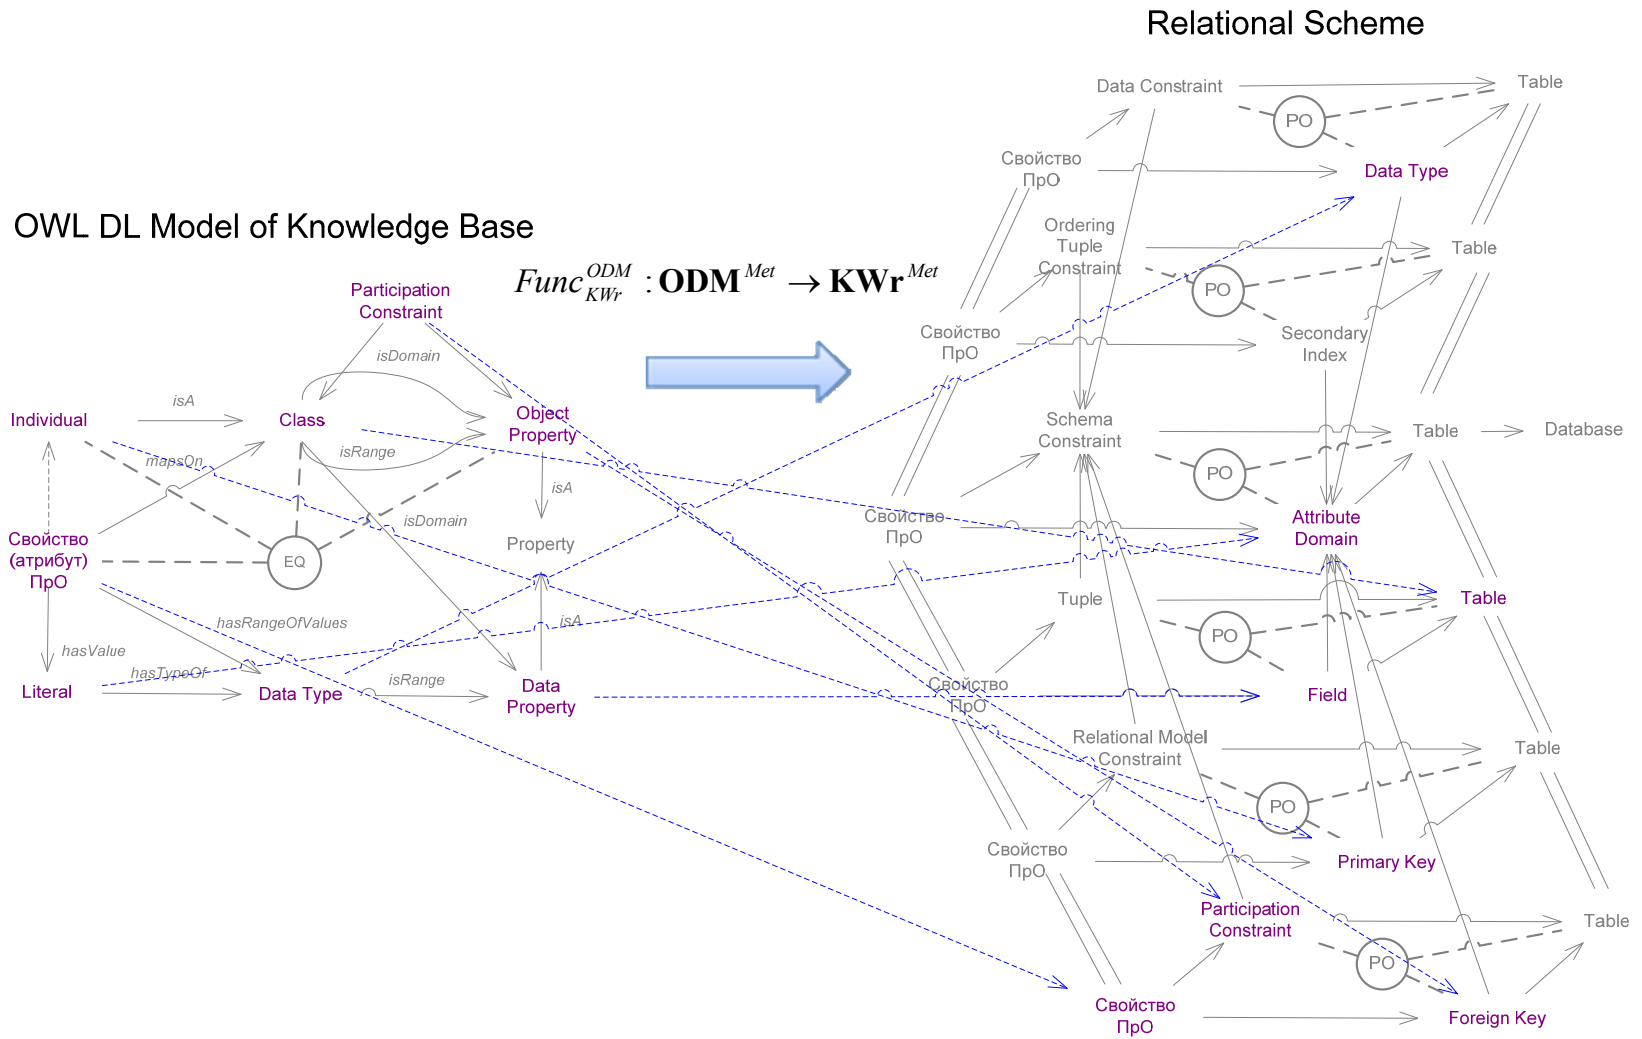 Relational Scheme
OWL DL Model of Knowledge Base
Func ODM KWr : ODM Met → KWr Met
Participation
Constraint
isDomain
Individual
isA
Class
Object
Property
isRange
mapsOn
isA
isDomain
Свойство
(атрибут)
ПрО
EQ
Property
hasRangeOfValues
isA
hasValue
hasTypeOf
Literal
Data Type
isRange
Data
Property
Data Constraint
Table
PO
Свойство
ПрО
Data Type
Ordering
Tuple
Constraint
Table
PO
Свойство
ПрО
Secondary
Index
Schema
Constraint
Table
Database
PO
Свойство
ПрО
Attribute
Domain
Tuple
Table
PO
Свойство
ПрО
Field
Relational Model
Constraint
Table
PO
Свойство
ПрО
Primary Key
Participation
Constraint
Table
PO
Свойство
ПрО
Foreign Key